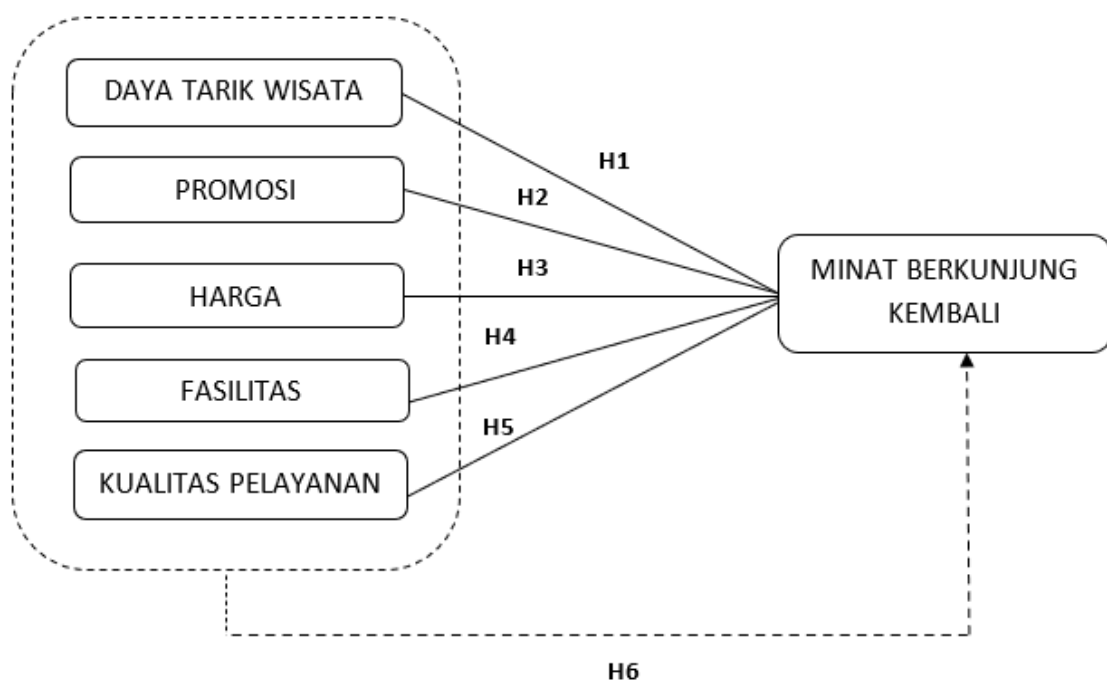 DAYA TARIK WISATA
H1
PROMOSI
H2
HARGA
H3
MINAT BERKUNJUNG
KEMBALI
FASILITAS
H4
KUALITAS PELAYANAN
H5
H6